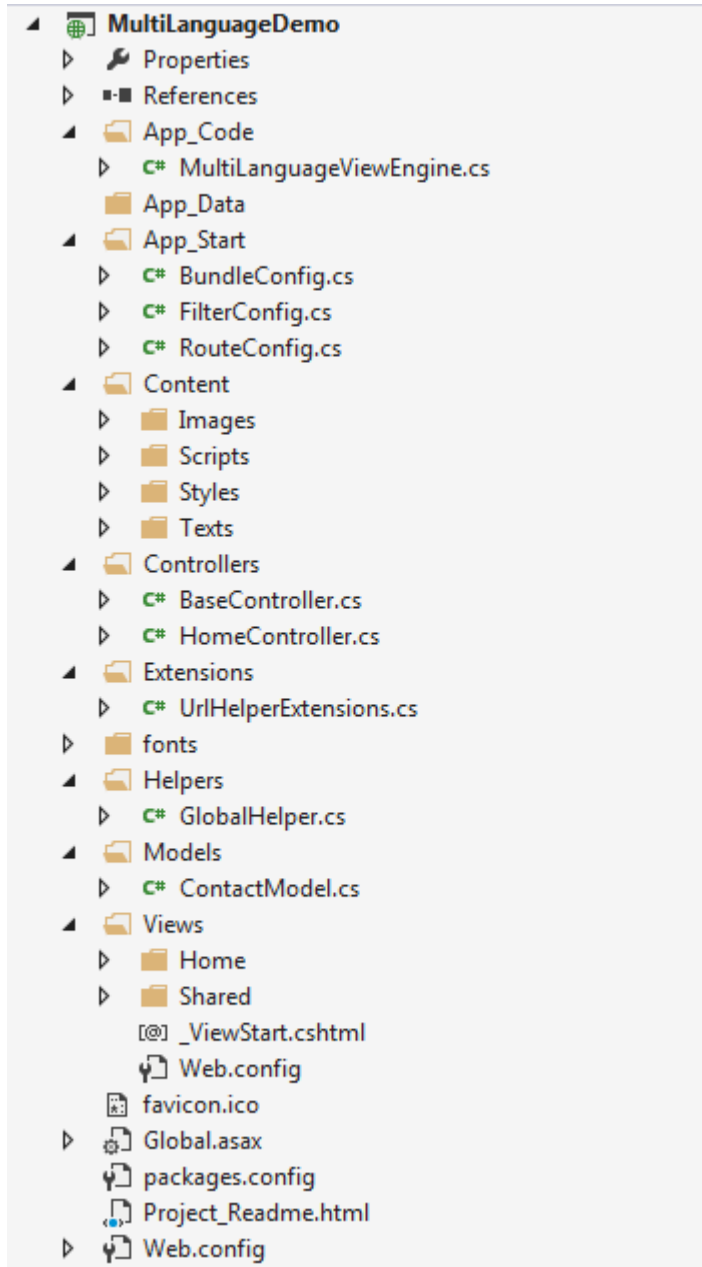 MultiLanguageDemo
Properties
References
App_Code
C# MultiLanguageViewEngine.cs
App_Data
App_Start
C# BundleConfig.cs
C# FilterConfig.cs
C# RouteConfig.cs
Content
Images
Scripts
Styles
Texts
Controllers
C# BaseController.cs
C# HomeController.cs
Extensions
C# UrlHelperExtensions.cs
fonts
Helpers
C# GlobalHelper.cs
Models
C# ContactModel.cs
Views
Home
Shared
[@] _ViewStart.cshtml
Web.config
favicon.ico
Global.asax
packages.config
Project_Readme.html
Web.config